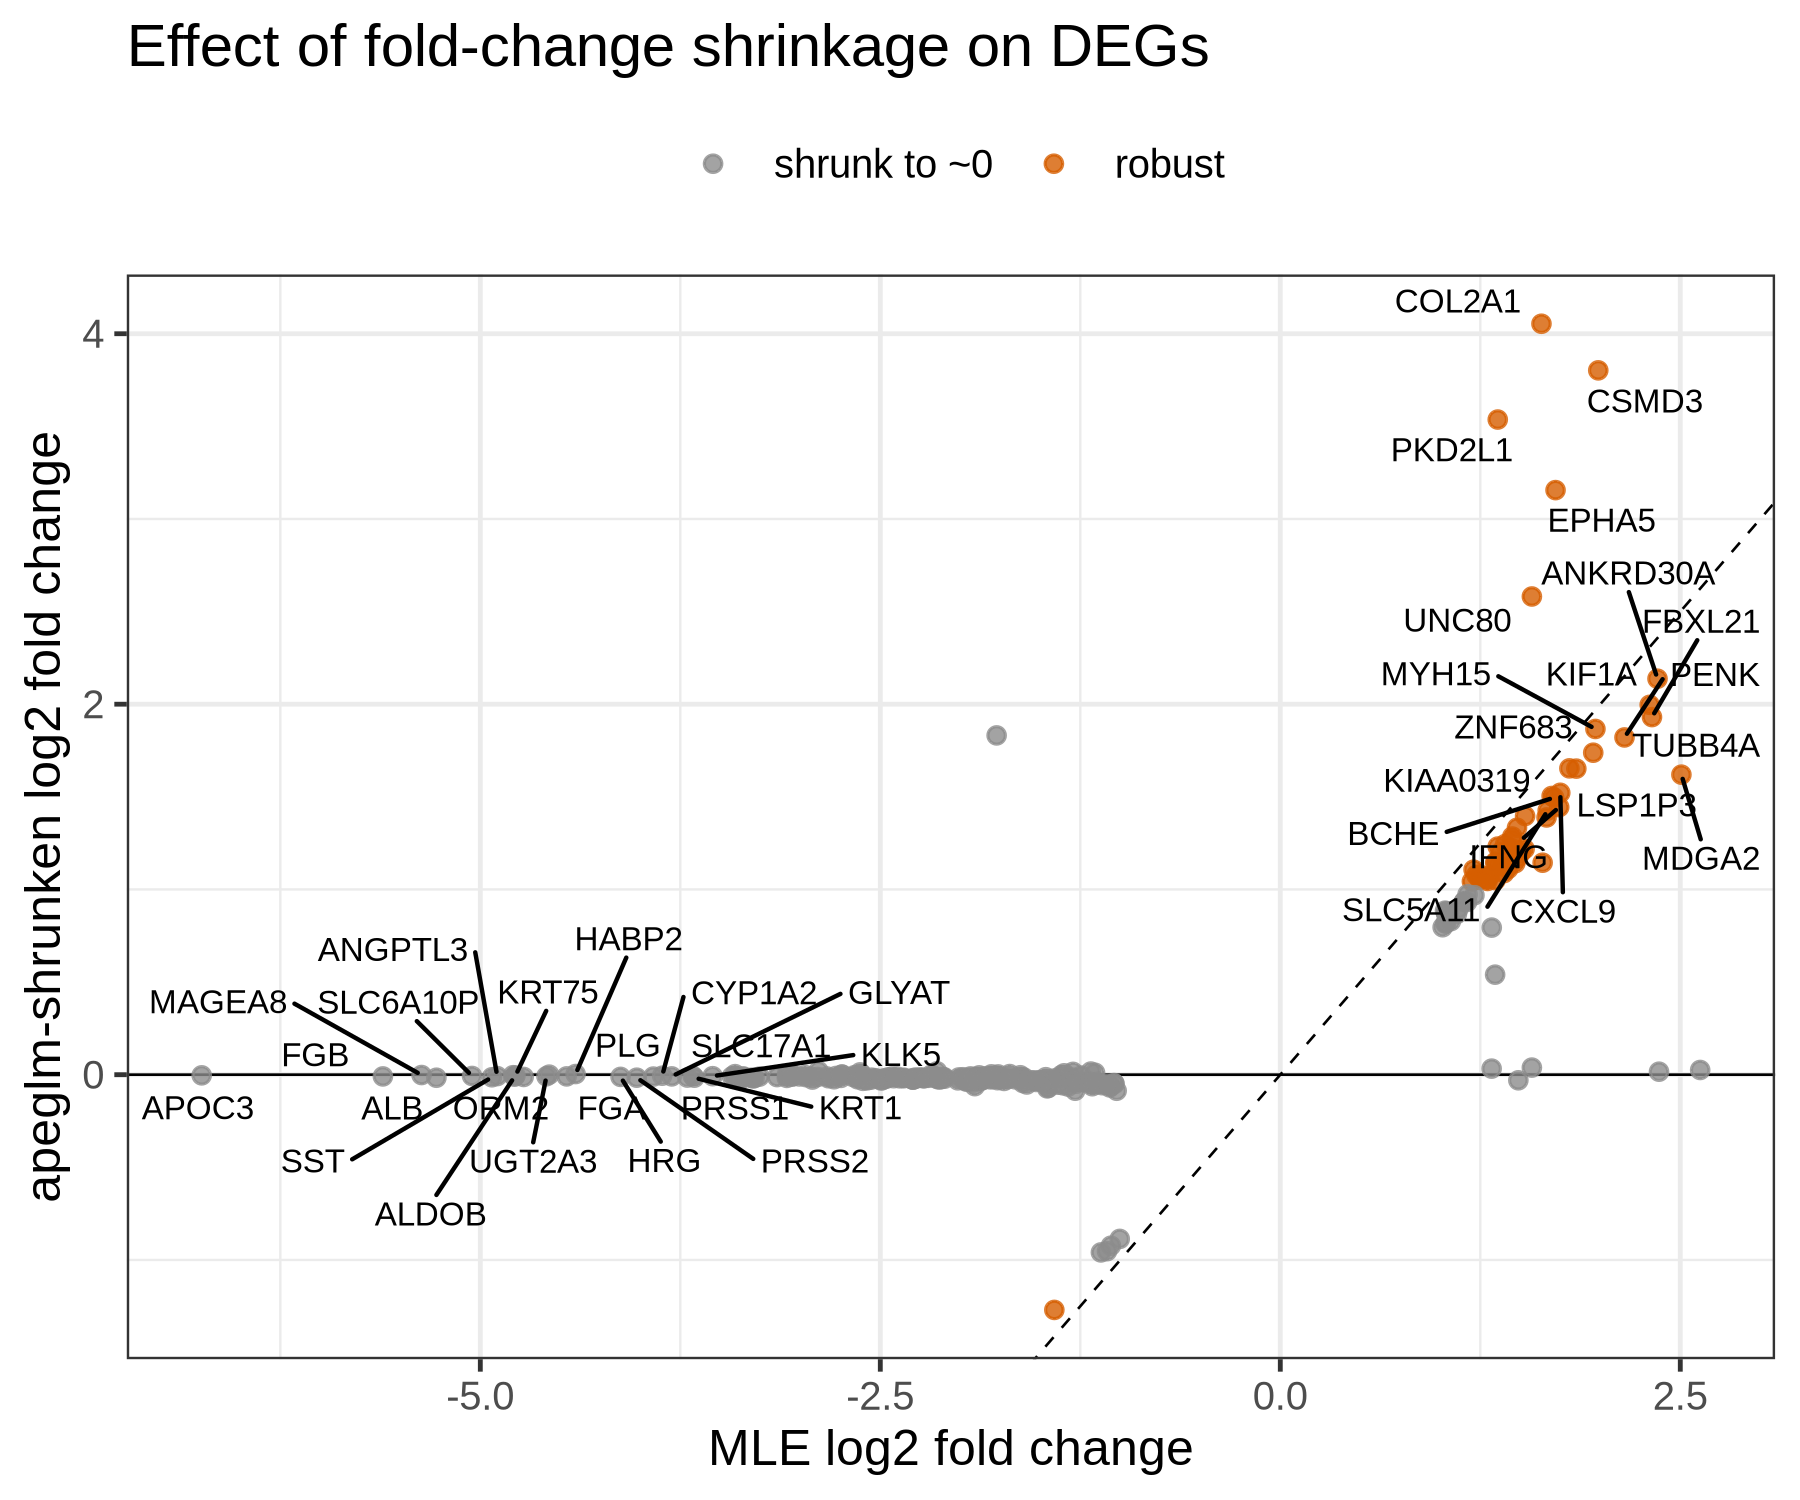 Effect of fold-change shrinkage on DEGs
shrunk to ~0
robust
apeglm-shrunken log2 fold change
4
2
0
COL2A1
CSMD3
PKD2L1
EPHA5
ANKRD30A
UNC80
FBXL21
MYH15
KIF1A
PENK
ZNF683
TUBB4A
KIAA0319
LSP1P3
BCHE
IFNG
MDGA2
SLC5A11
CXCL9
ANGPTL3
HABP2
MAGEA8
SLC6A10P
KRT75
CYP1A2
GLYAT
FGB
PLG
SLC17A1
KLK5
APOC3
ALB
ORM2
FGA
PRSS1
KRT1
SST
UGT2A3
HRG
PRSS2
ALDOB
-5.0
-2.5
0.0
2.5
MLE log2 fold change